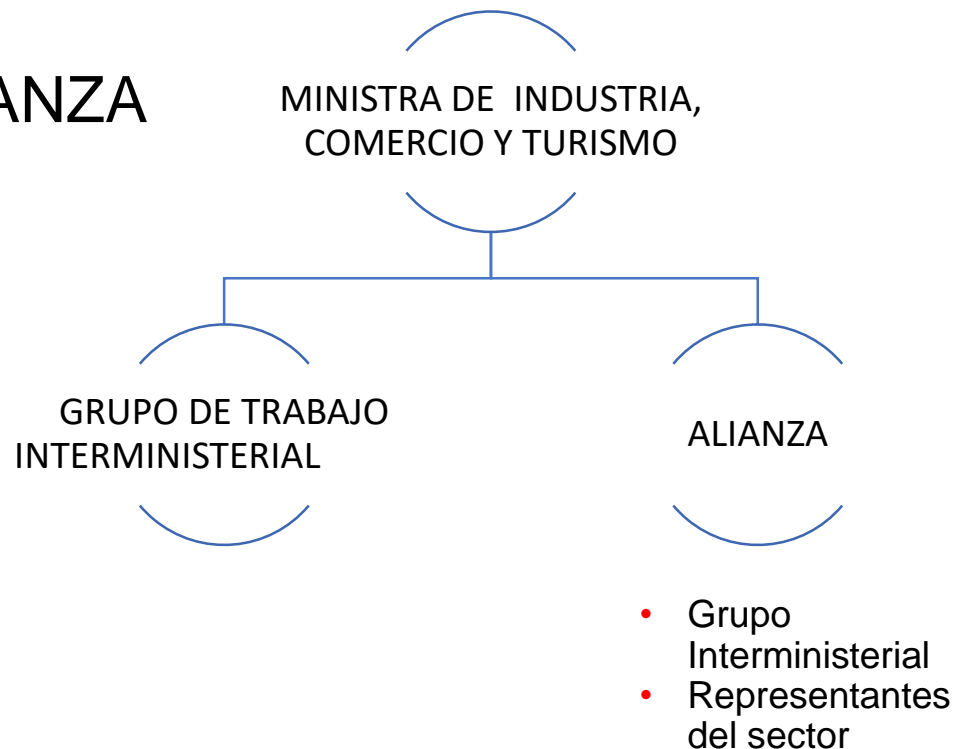 ANZA
MINISTRA DE INDUSTRIA,
COMERCIO Y TURISMO
GRUPO DE TRABAJO
INTERMINISTERIAL
ALIANZA
• Grupo
Interministerial
• Representantes
del sector